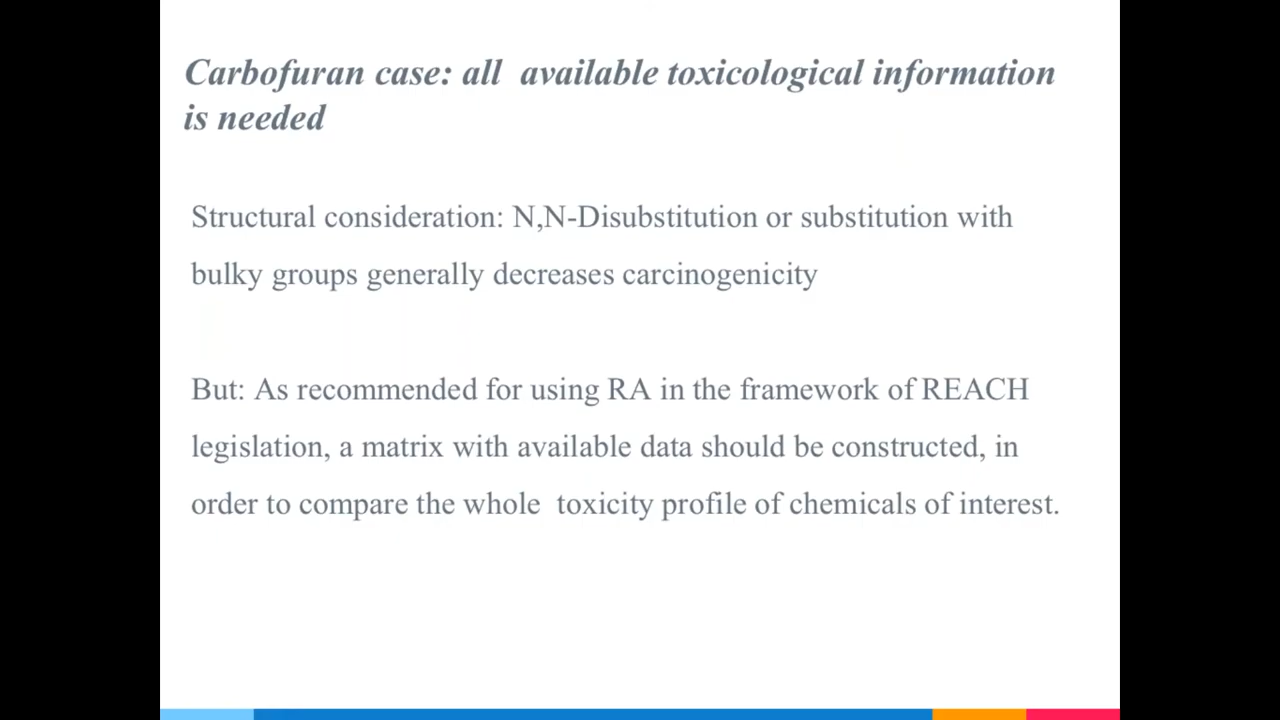 Carbofuran case: all  available toxicological information
is needed
Structural consideration: N,N-Disubstitution or substitution with
bulky groups generally decreases carcinogenicity
But: As recommended for using RA in the framework of REACH
legislation, a matrix with available data should be constructed, in
order to compare the whole  toxicity profile of chemicals of interest.